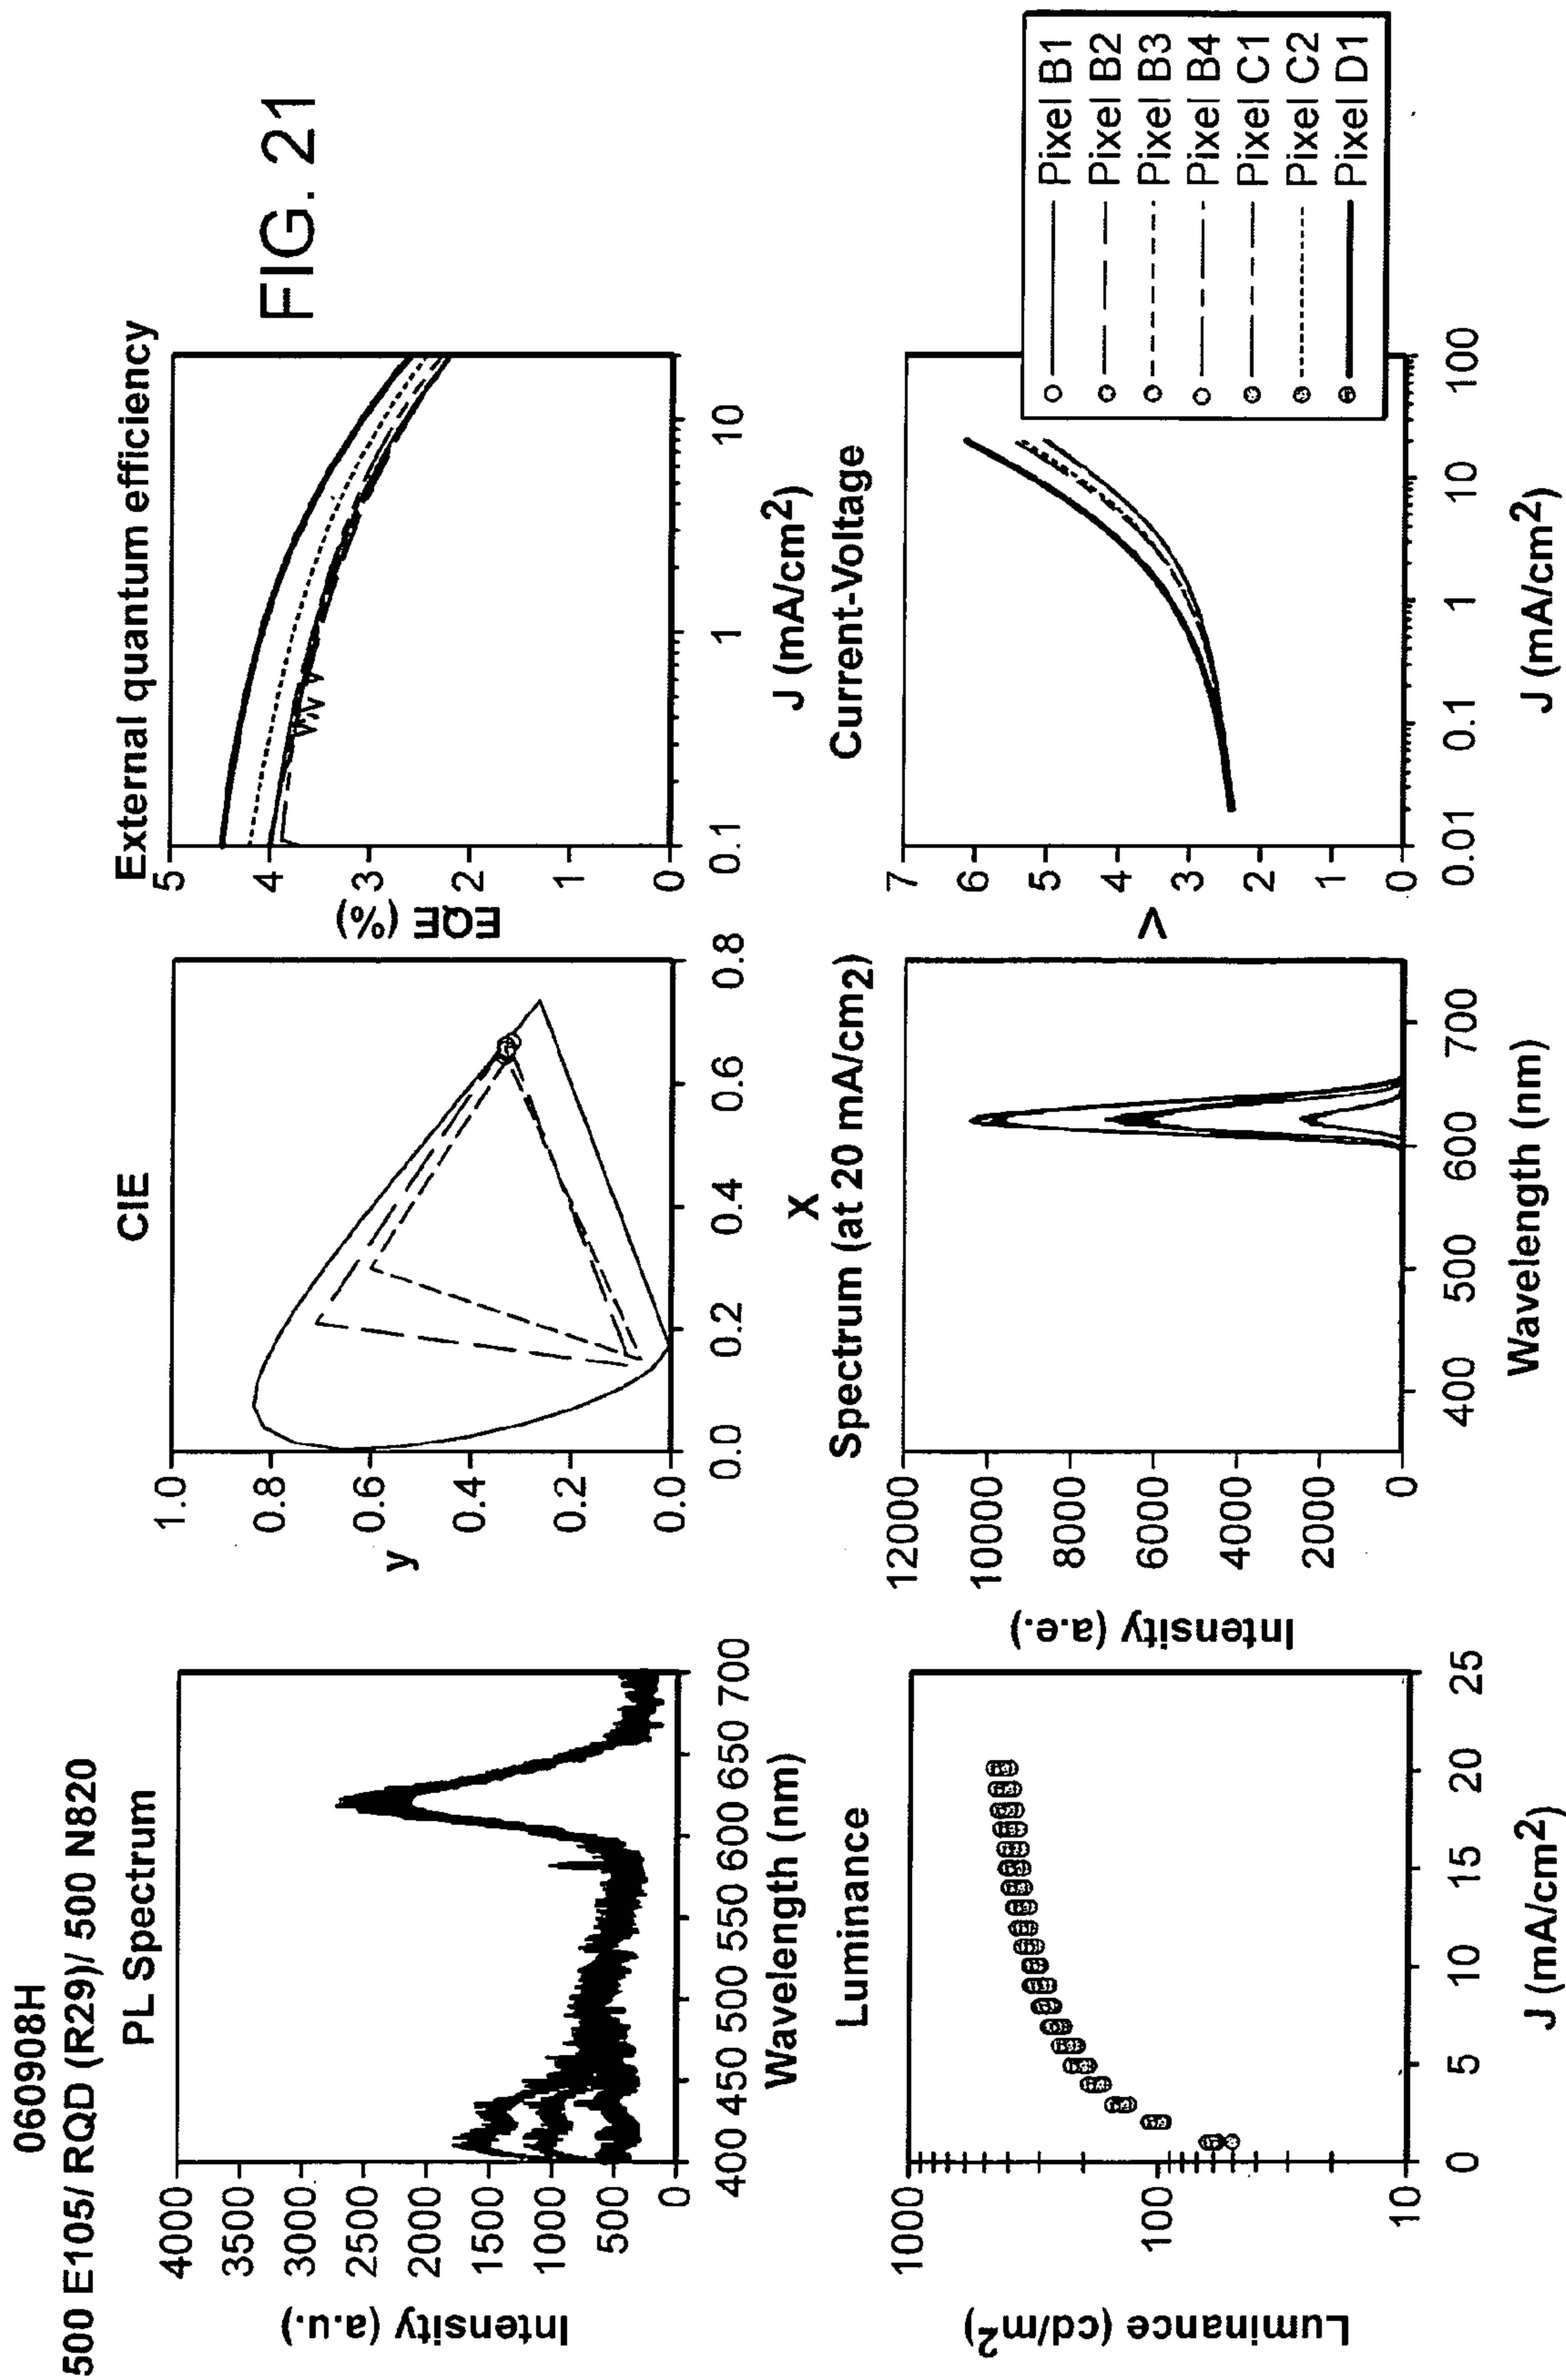 060908H
500 E105/ RQD (R29)/ 500 N820
FIG. 21
PL Spectrum
Intensity (a.u.)
4000
3500
3000
2500
2000
1500
1000
500
0
400 450 500 550 600 650 700
Wavelength (nm)
CIE
y
1.0
0.8
0.6
0.4
0.2
0.0
0.0 0.2 0.4 0.6 0.8
X
External quantum efficiency
EQE (%)
5
4
3
2
1
0
0.1 1 10
J (mA/cm2)
Luminance
Luminance (cd/m2)
1000
100
10
0 5 10 15 20 25
J (mA/cm2)
Spectrum (at 20 mA/cm2)
Intensity (a.e.)
12000
10000
8000
6000
4000
2000
0
400 500 600 700
Wavelength (nm)
Current-Voltage
V
7
6
5
4
3
2
1
0
0.01 0.1 1 10 100
J (mA/cm2)
Pixel B1
Pixel B2
Pixel B3
Pixel B4
Pixel C1
Pixel C2
Pixel D1